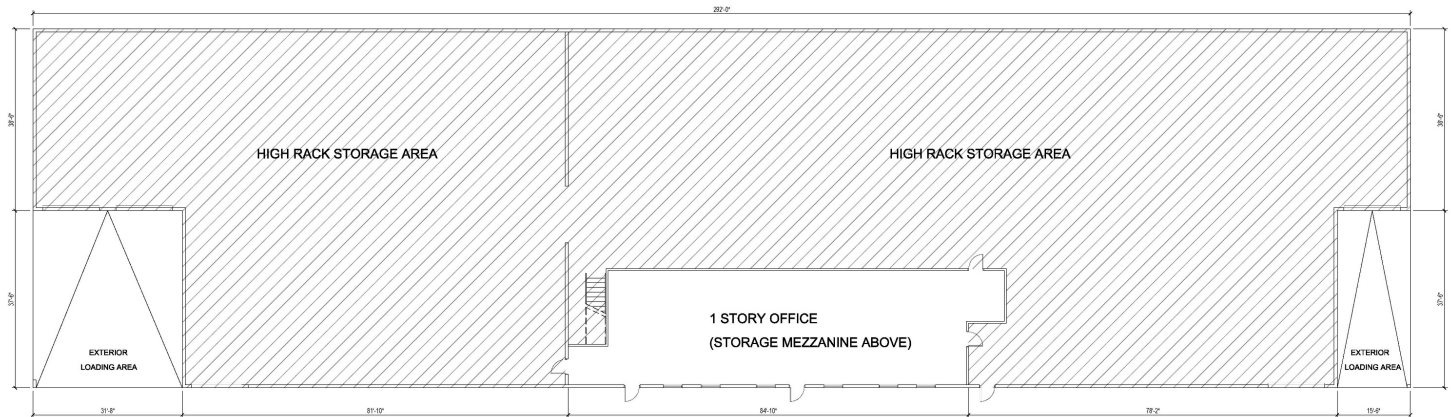 292'-0"
38'-6"
38'-6"
HIGH RACK STORAGE AREA
HIGH RACK STORAGE AREA
37'-6"
37'-6"
1 STORY OFFICE
(STORAGE MEZZANINE ABOVE)
EXTERIOR
LOADING AREA
EXTERIOR
LOADING AREA
31'-8"
81'-10"
84'-10"
78'-2"
15'-6"